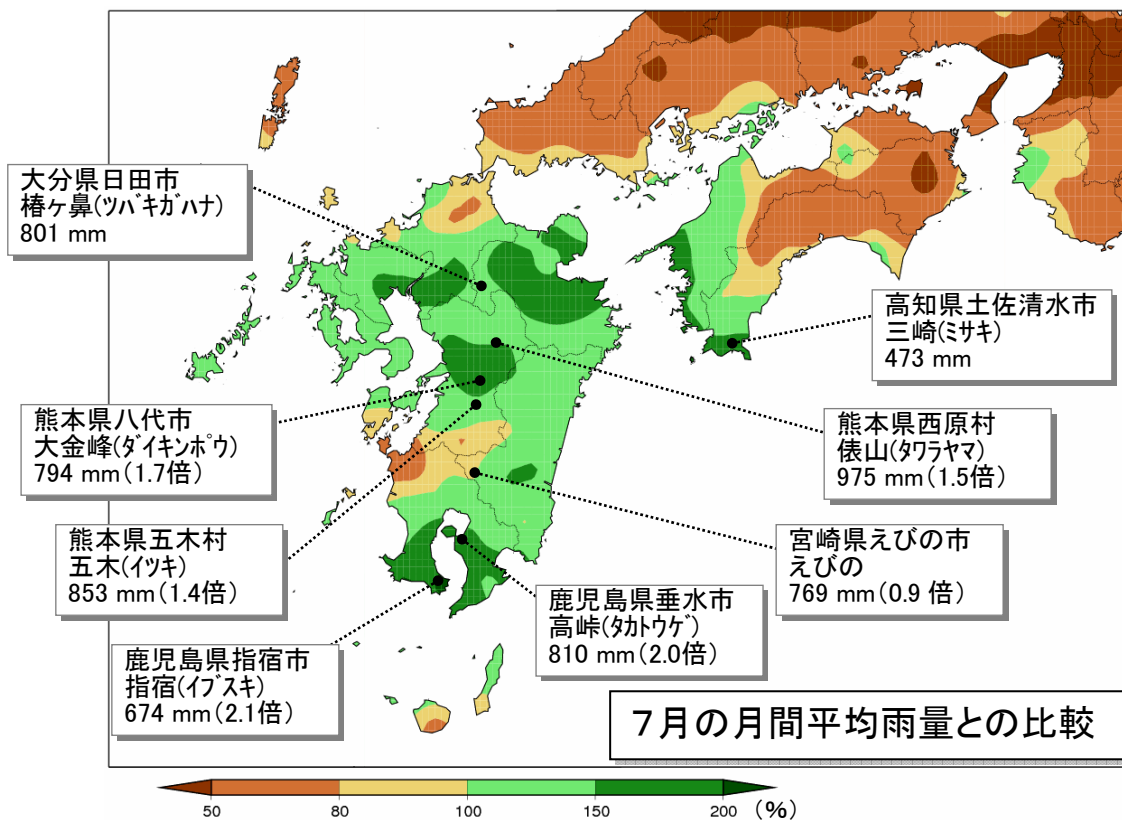 大分県日田市
椿ヶ鼻(ﾂﾊﾞｷｶﾞﾊﾅ)
801 mm
高知県土佐清水市
三崎(ﾐｻｷ)
473 mm
熊本県八代市
大金峰(ﾀﾞｲｷﾝﾎﾟｳ)
794 mm(1.7倍)
熊本県西原村
俵山(ﾀﾜﾗﾔﾏ)
975 mm(1.5倍)
熊本県五木村
五木(ｲﾂｷ)
853 mm(1.4倍)
宮崎県えびの市
えびの
769 mm(0.9 倍)
鹿児島県垂水市
高峠(ﾀｶﾄｳｹﾞ)
810 mm(2.0倍)
鹿児島県指宿市
指宿(ｲﾌﾞｽｷ)
674 mm(2.1倍)
７月の月間平均雨量との比較
50 80 100 150 200 (%)